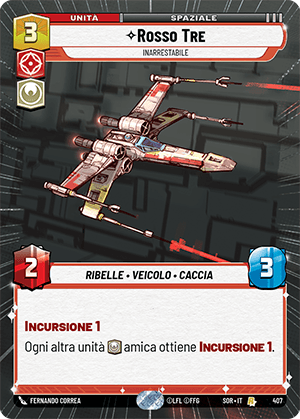 UNITÀ SPAZIALE
3
✧ROSSO TRE
INARRESTABILE
2
RIBELLE • VEICOLO • CACCIA
3
INCURSIONE 1
Ogni altra unità amica ottiene INCURSIONE 1.
FERNANDO CORREA ©LFL ©FFG SOR • IT 407